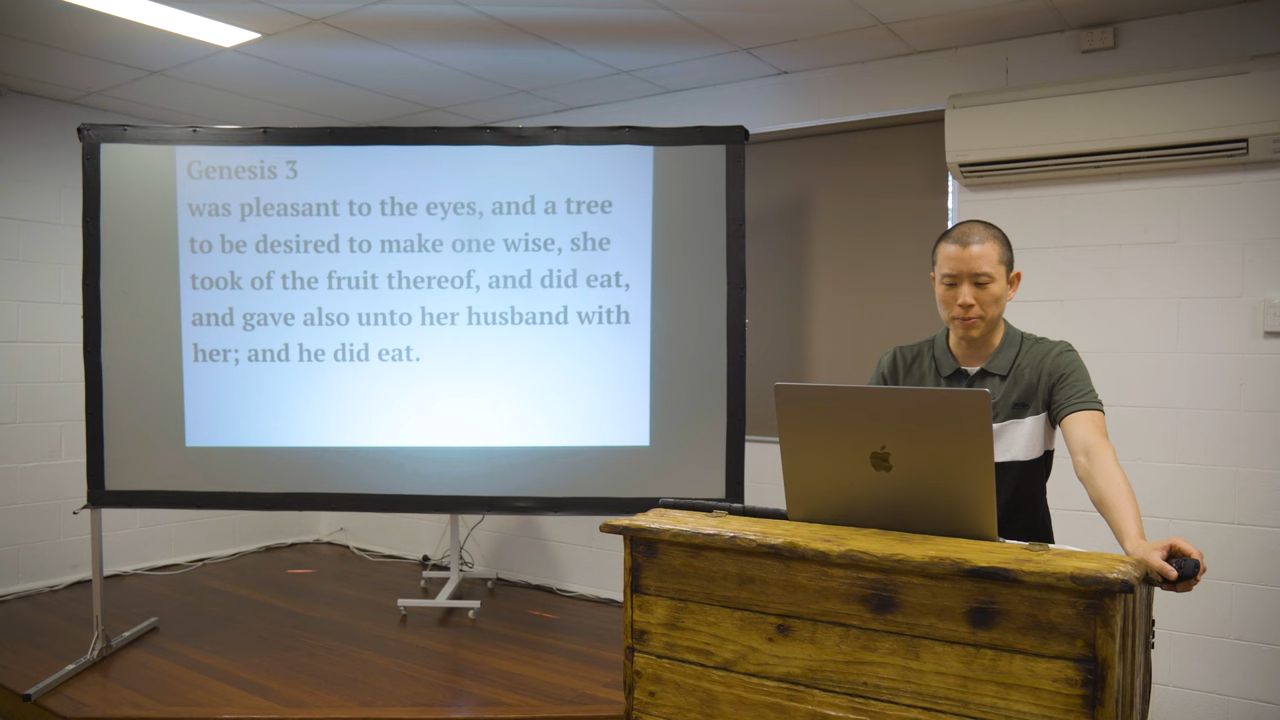 Genesis 3
was pleasant to the eyes, and a tree
to be desired to make one wise, she
took of the fruit thereof, and did eat,
and gave also unto her husband with
her; and he did eat.